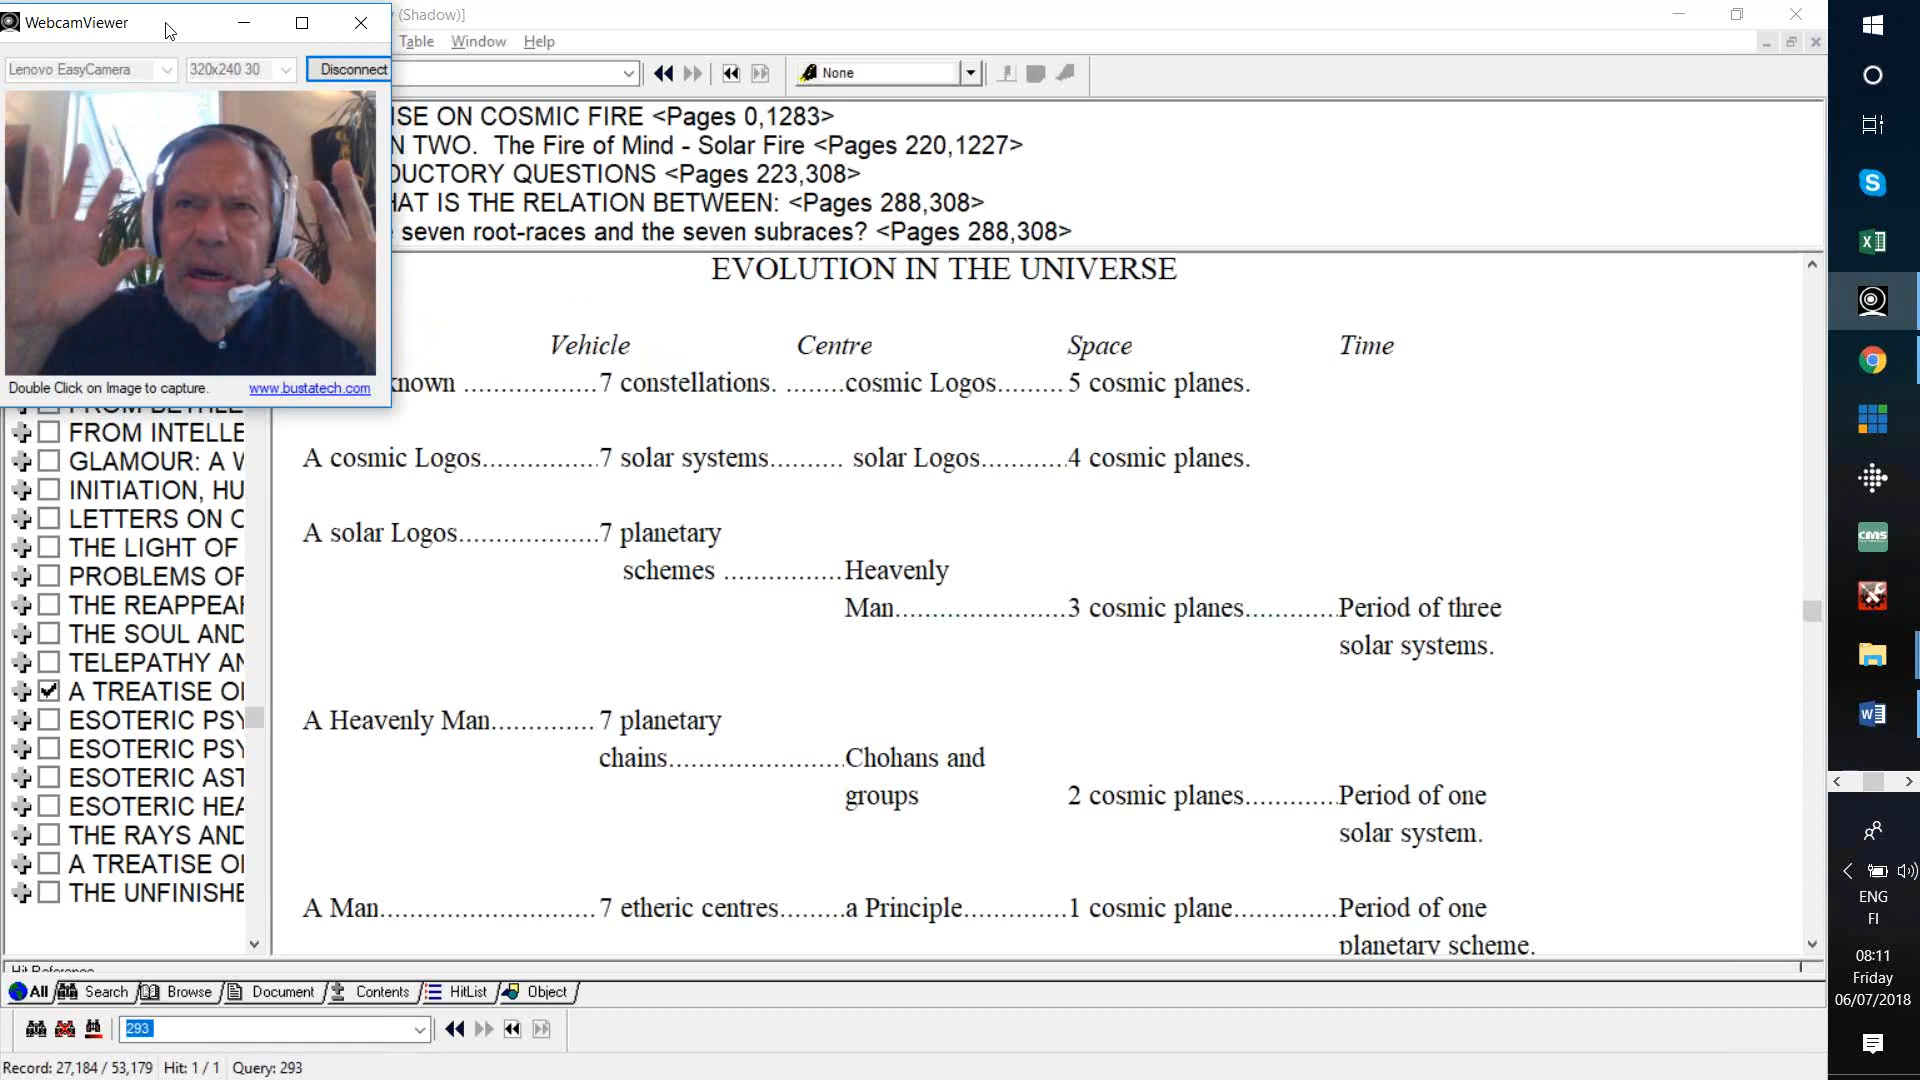 WebcamViewer
(Shadow)]
Table Window Help
Lenovo EasyCamera 320x240 30 Disconnect
None
ISE ON COSMIC FIRE <Pages 0,1283>
N TWO. The Fire of Mind - Solar Fire <Pages 220,1227>
DUCTORY QUESTIONS <Pages 223,308>
HAT IS THE RELATION BETWEEN: <Pages 288,308>
seven root-races and the seven subraces? <Pages 288,308>
Double Click on Image to capture. www.bustatech.com
EVOLUTION IN THE UNIVERSE
Vehicle Centre Space Time
known ..................7 constellations. ........cosmic Logos.........5 cosmic planes.
A cosmic Logos................7 solar systems.......... solar Logos............4 cosmic planes.
A solar Logos...................7 planetary
schemes ................Heavenly
Man........................3 cosmic planes............Period of three
solar systems.
A Heavenly Man.............. 7 planetary
chains........................Chohans and
groups 2 cosmic planes............Period of one
solar system.
A Man..............................7 etheric centres........a Principle..............1 cosmic plane..............Period of one
planetary scheme.
FROM BETHLE
FROM INTELLE
GLAMOUR: A W
INITIATION, HU
LETTERS ON O
THE LIGHT OF
PROBLEMS OF
THE REAPPEAR
THE SOUL AND
TELEPATHY AN
A TREATISE O
ESOTERIC PSY
ESOTERIC PSY
ESOTERIC AST
ESOTERIC HEA
THE RAYS AND
A TREATISE O
THE UNFINISHE
Hit Reference
All Search Browse Document Contents HitList Object
293
Record: 27,184 / 53,179 Hit: 1 / 1 Query: 293
ENG
FI
08:11
Friday
06/07/2018